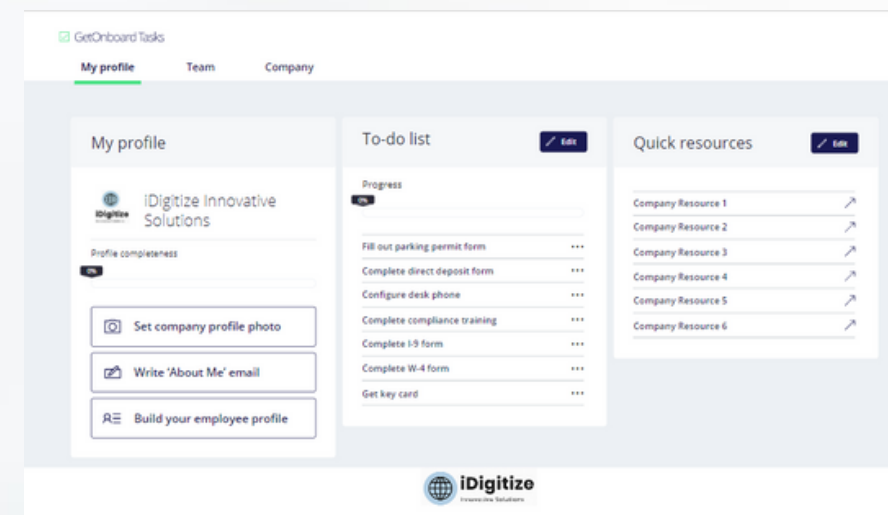 GetOnboard Tasks
My profile Team Company
My profile
iDigitize
iDigitize Innovative
Solutions
Profile completeness
0%
Set company profile photo
Write 'About Me' email
Build your employee profile
To-do list
Edit
Progress
0%
Fill out parking permit form
Complete direct deposit form
Configure desk phone
Complete compliance training
Complete I-9 form
Complete W-4 form
Get key card
Quick resources
Edit
Company Resource 1
Company Resource 2
Company Resource 3
Company Resource 4
Company Resource 5
Company Resource 6
iDigitize
Innovative Solutions